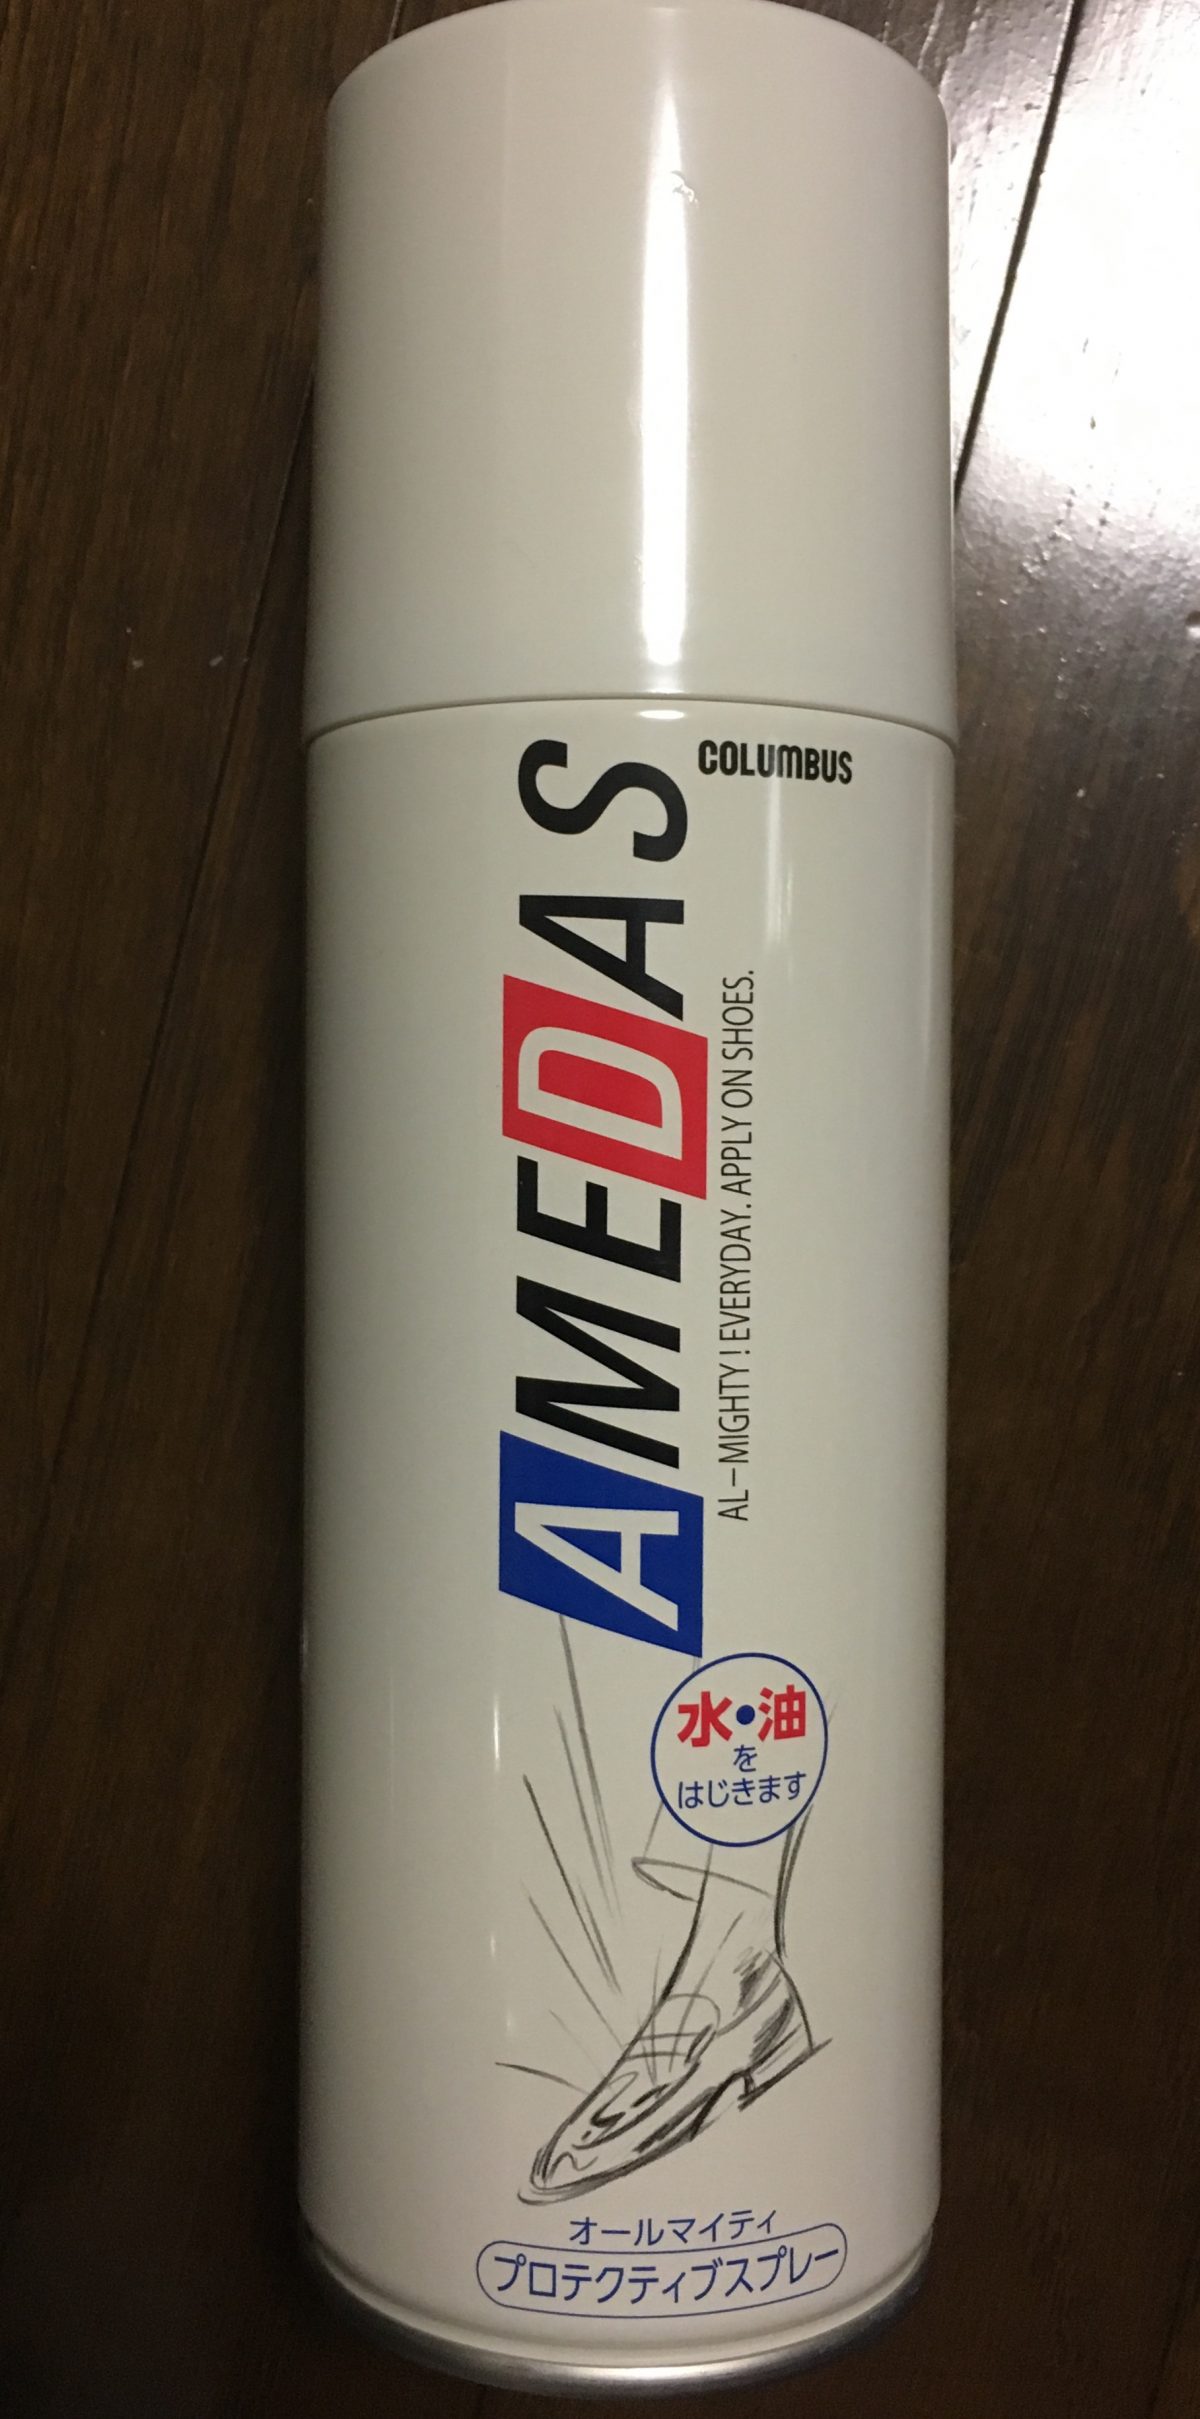 COLUMBUS
AMEDAS
AL-MIGHTY! EVERYDAY. APPLY ON SHOES.
水・油
を
はじきます
オールマイティ
プロテクティブスプレー